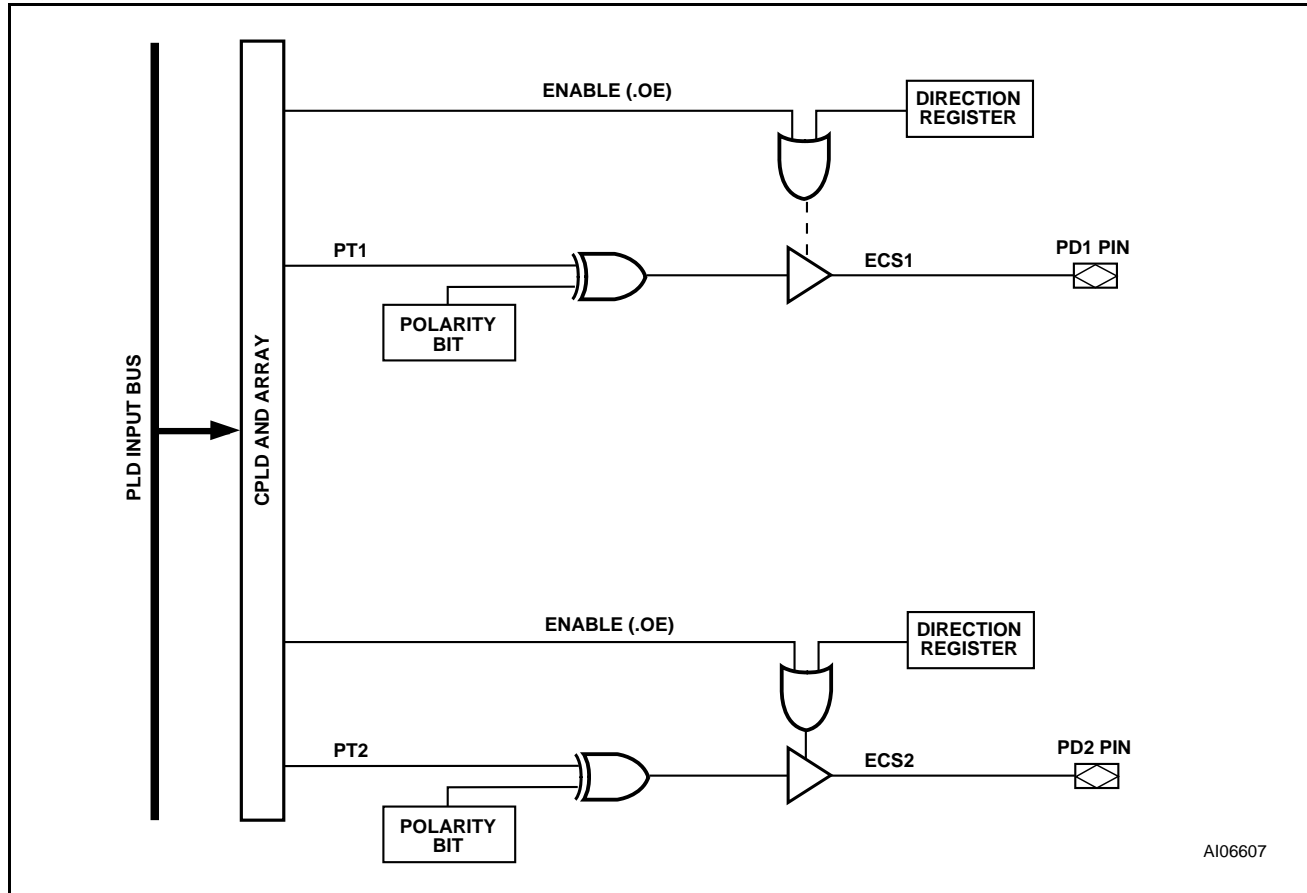 ENABLE (.OE)
DIRECTION
REGISTER
PT1
ECS1
PD1 PIN
POLARITY
BIT
PLD INPUT BUS
CPLD AND ARRAY
ENABLE (.OE)
DIRECTION
REGISTER
PT2
ECS2
PD2 PIN
POLARITY
BIT
AI06607